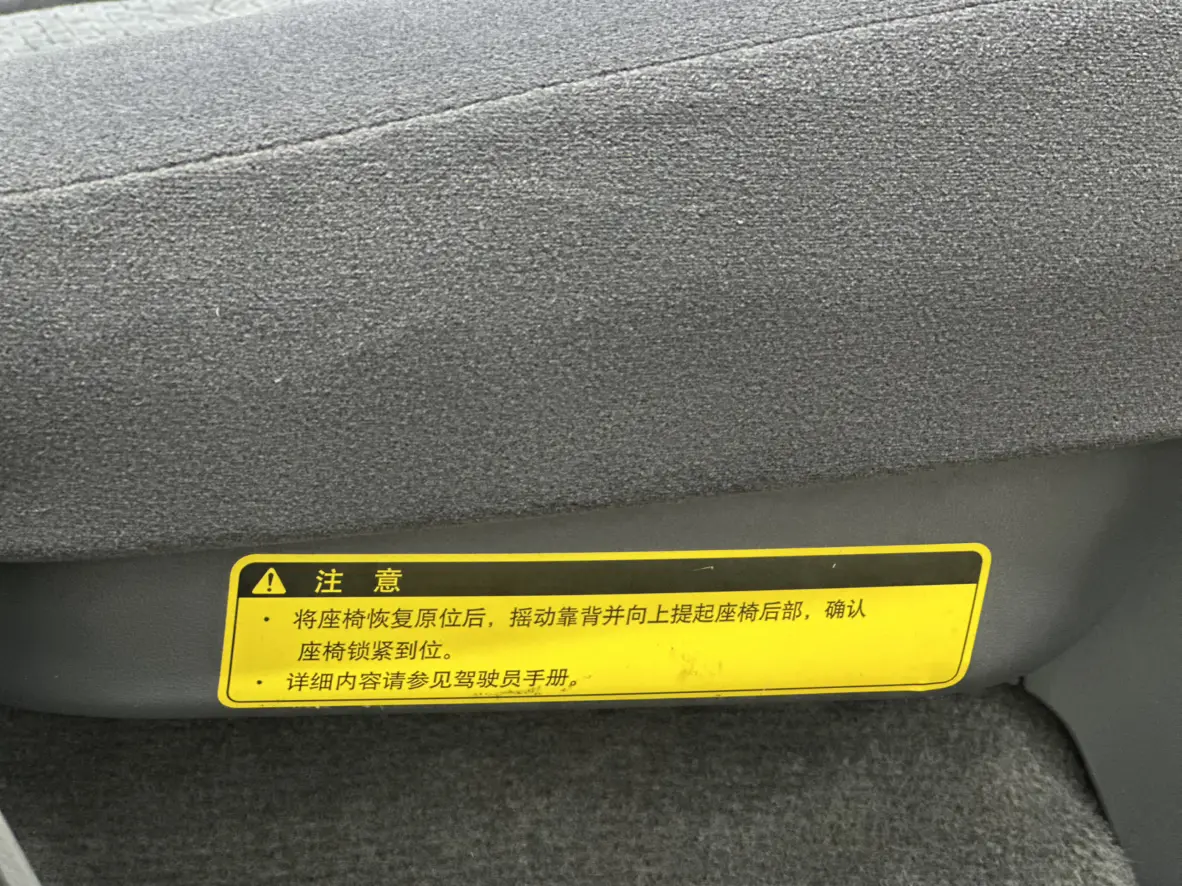 注 意
· 将座椅恢复原位后，摇动靠背并向上提起座椅后部，确认
座椅锁紧到位。
· 详细内容请参见驾驶员手册。